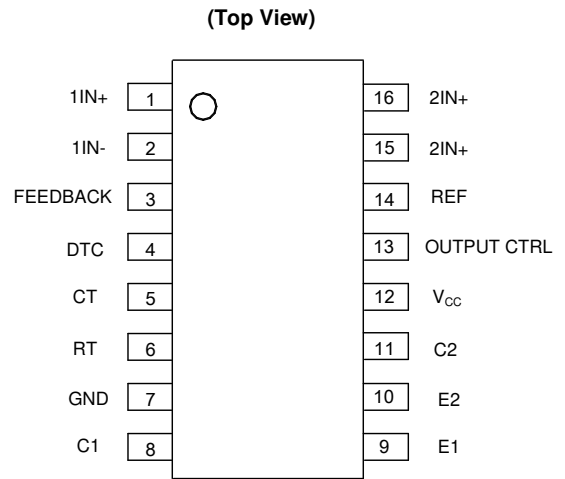 (Top View)
1IN+ 1 16 2IN+
1IN- 2 15 2IN+
FEEDBACK 3 14 REF
DTC 4 13 OUTPUT CTRL
CT 5 12 VCC
RT 6 11 C2
GND 7 10 E2
C1 8 9 E1